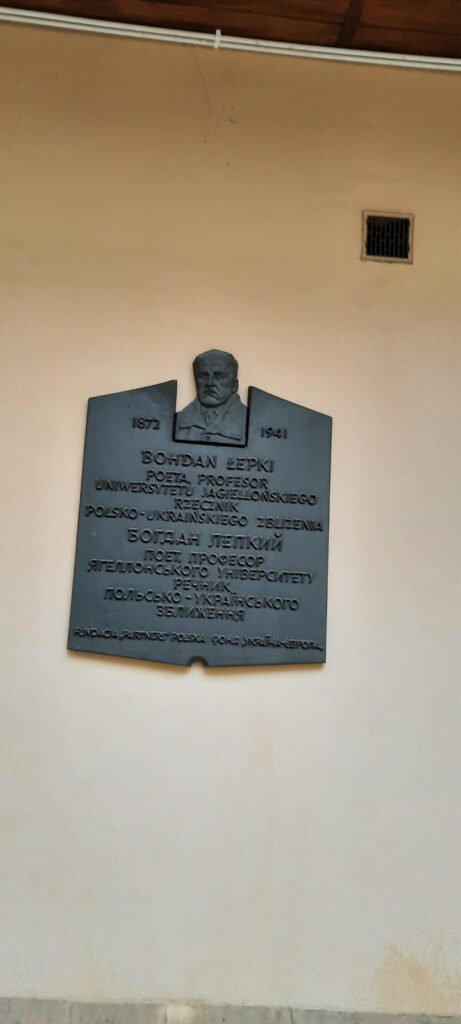 1872 1941
BOHDAN ŁEPKI
POETA, PROFESOR
UNIWERSYTETU JAGIELLOŃSKIEGO
RZECZNIK
POLSKO-UKRAIŃSKIEGO ZBLIŻENIA
БОГДАН ЛЕПКИЙ
ПОЕТ, ПРОФЕСОР
ЯГЕЛЛОНСЬКОГО УНІВЕРСИТЕТУ
РЕЧНИК
ПОЛЬСЬКО-УКРАЇНСЬКОГО
ЗБЛИЖЕННЯ
FUNDACJA „PARTNERS” POLSKA ФОНД „УКРАЇНА-ЄВРОПА„